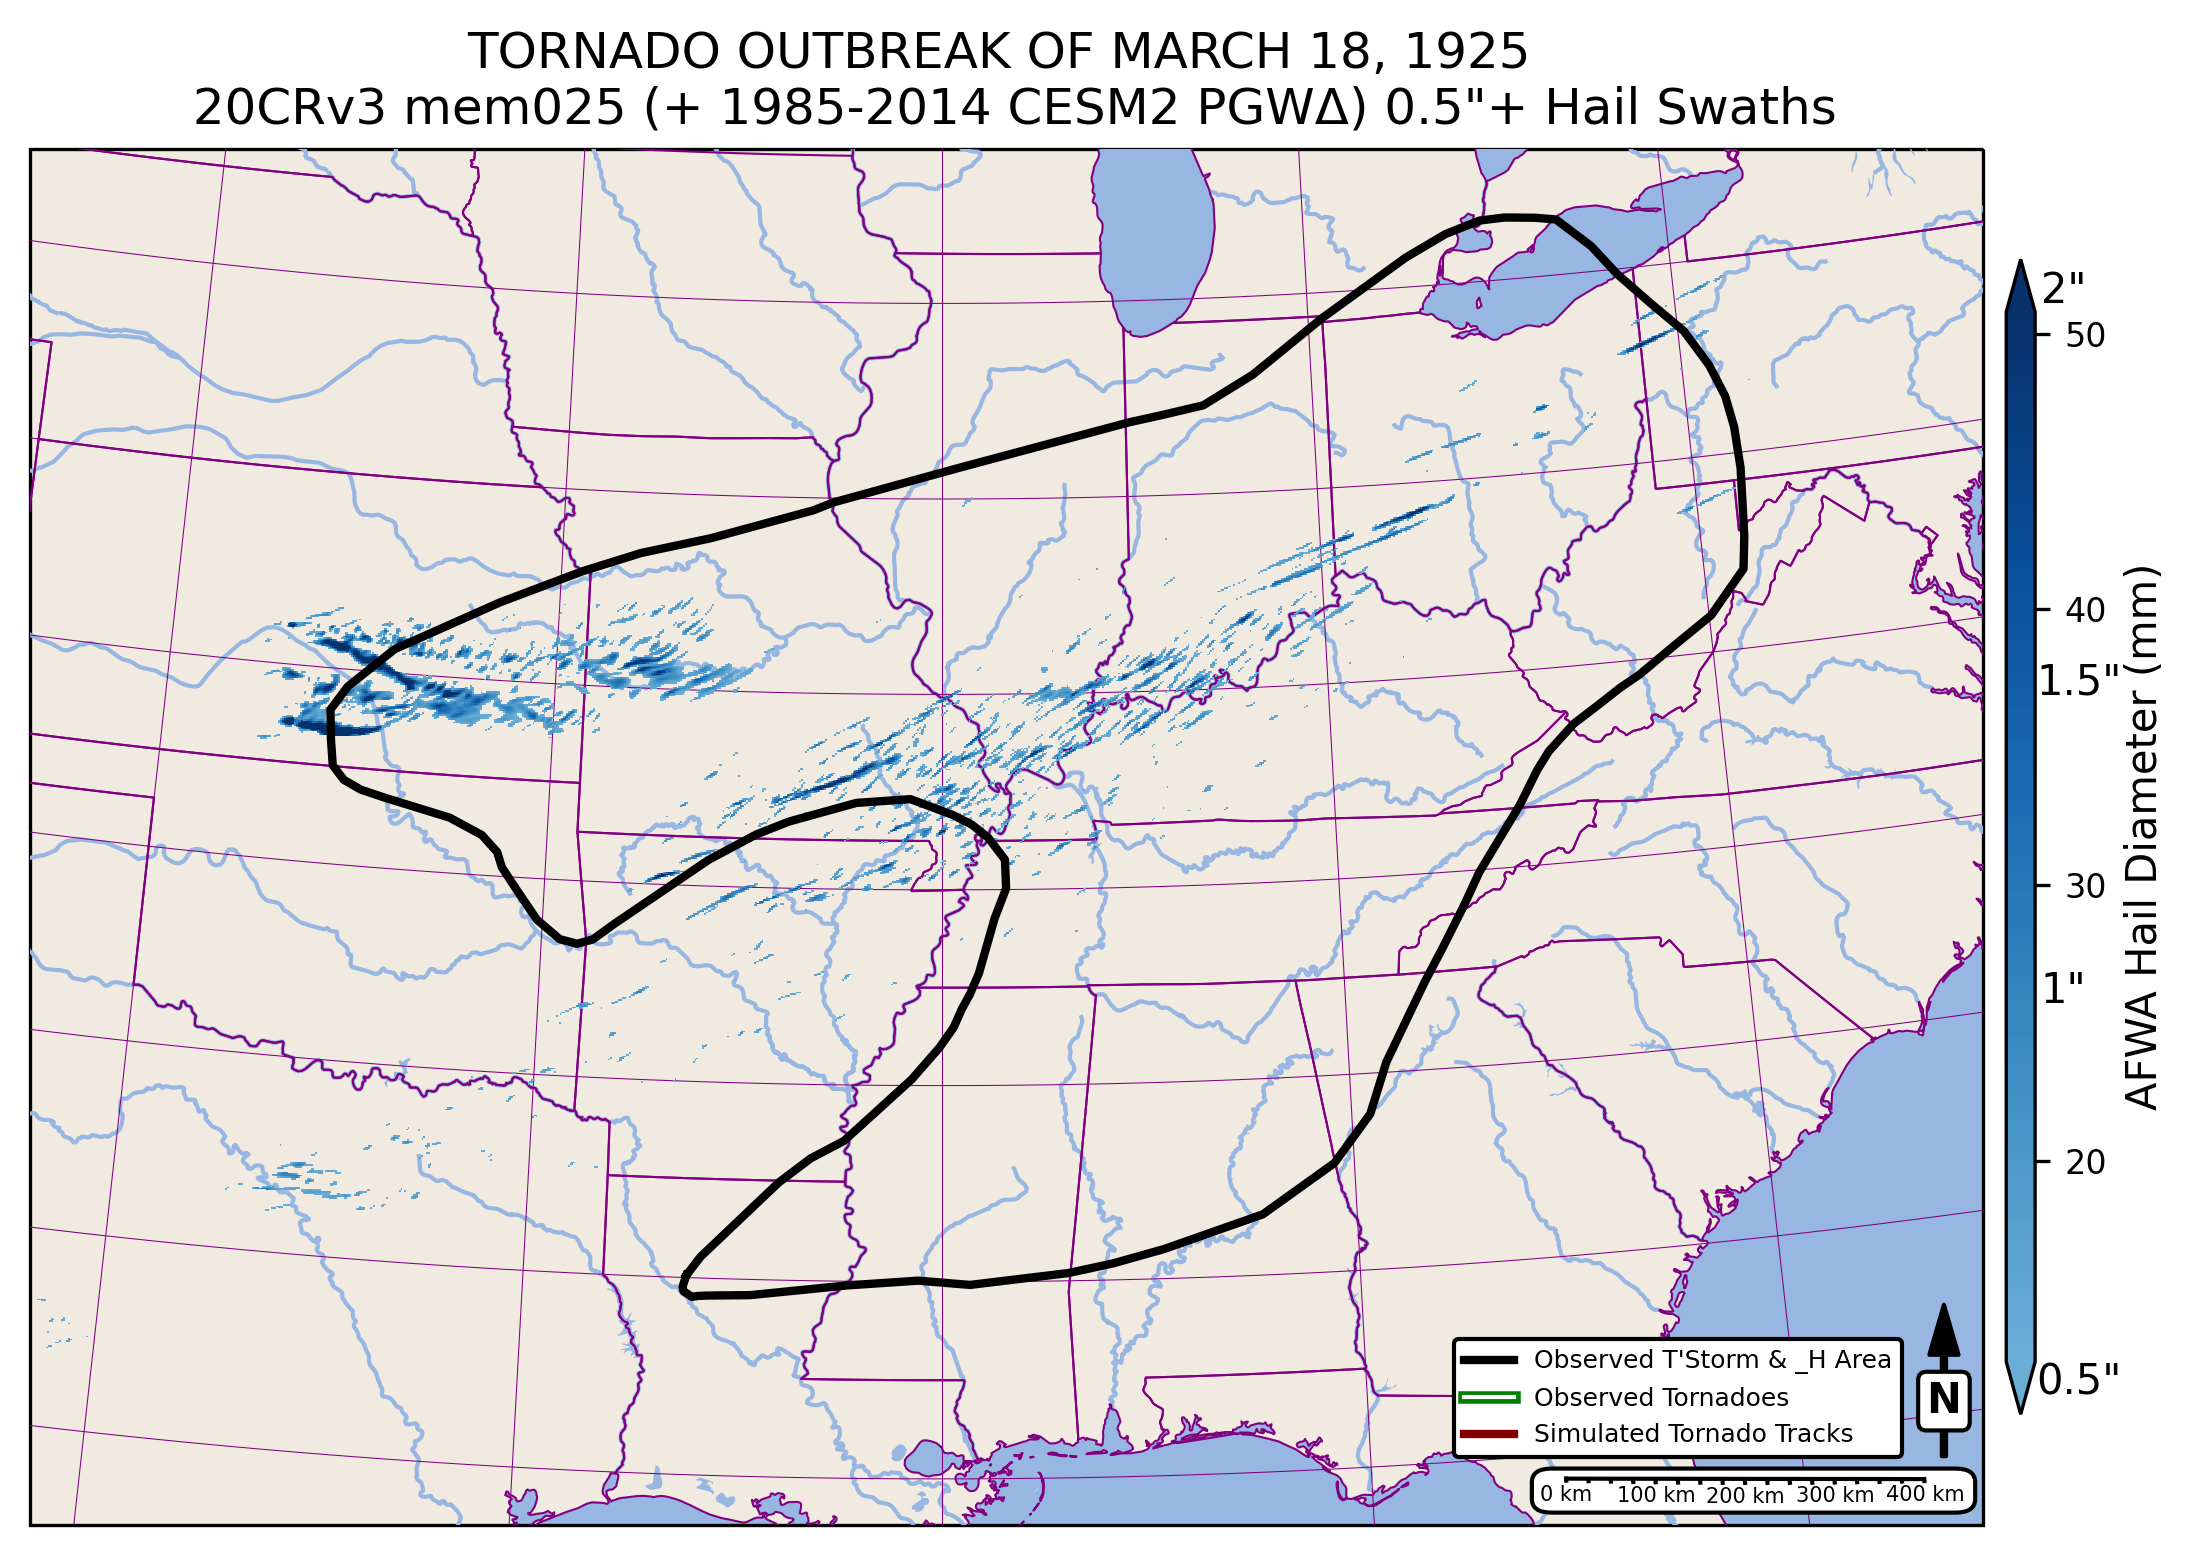 TORNADO OUTBREAK OF MARCH 18, 1925
20CRv3 mem025 (+ 1985-2014 CESM2 PGWΔ) 0.5"+ Hail Swaths
2"
50
40
1.5"
AFWA Hail Diameter (mm)
30
1"
20
0.5"
Observed T'Storm & _H Area
Observed Tornadoes
Simulated Tornado Tracks
N
0 km 100 km 200 km 300 km 400 km